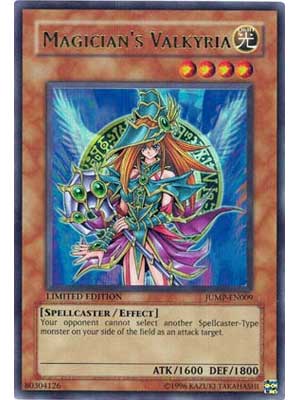 MAGICIAN'S VALKYRIA
LIMITED EDITION JUMP-EN009
[SPELLCASTER / EFFECT]
Your opponent cannot select another Spellcaster-Type
monster on your side of the field as an attack target.
ATK/1600 DEF/1800
80304126 ©1996 KAZUKI TAKAHASHI